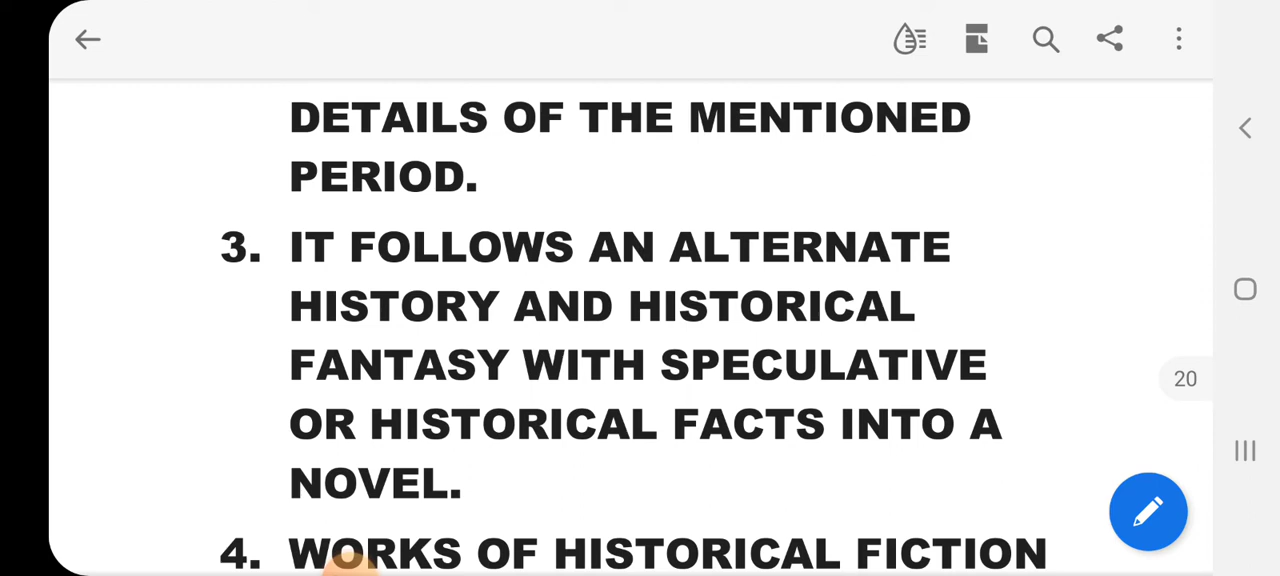 DETAILS OF THE MENTIONED
PERIOD.
3. IT FOLLOWS AN ALTERNATE
HISTORY AND HISTORICAL
FANTASY WITH SPECULATIVE
OR HISTORICAL FACTS INTO A
NOVEL.
20
4. WORKS OF HISTORICAL FICTION